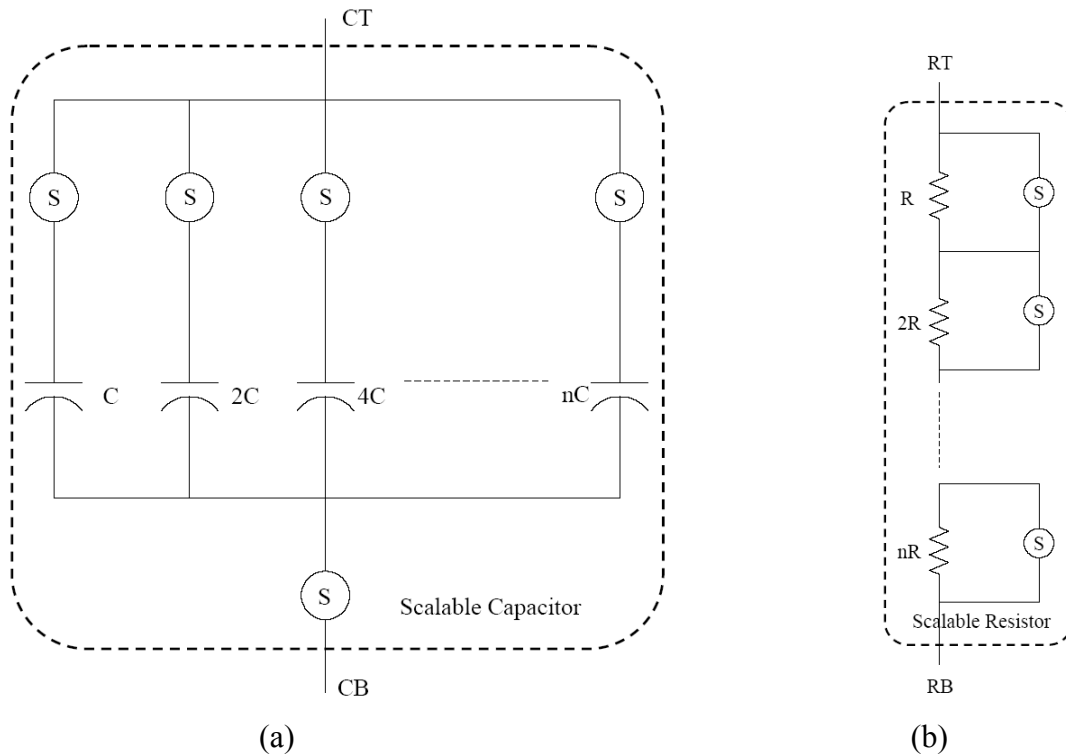 CT
S S S S
C 2C 4C nC
S
Scalable Capacitor
CB
(a)
RT
R S
2R S
nR S
Scalable Resistor
RB
(b)